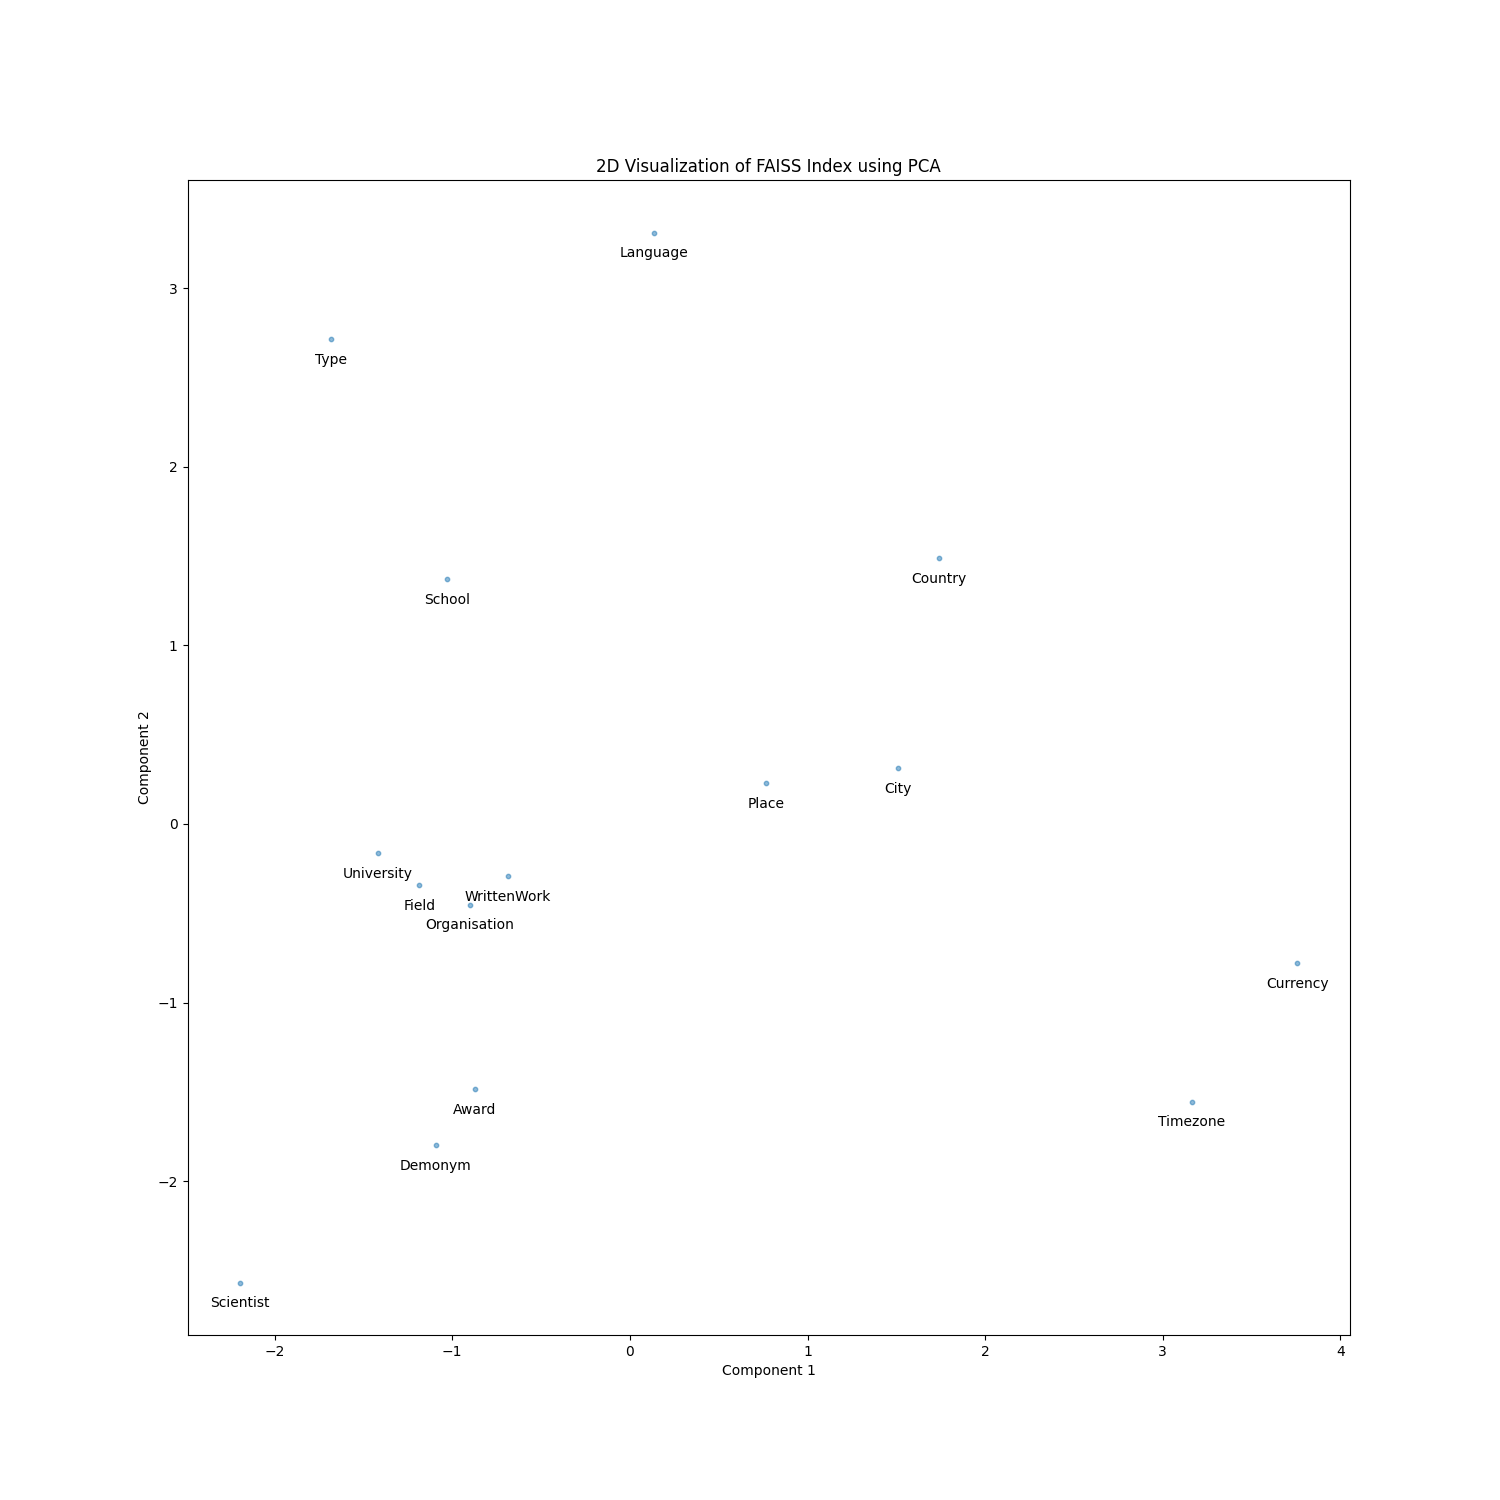 2D Visualization of FAISS Index using PCA
Language
3
Type
2
Country
School
1
City
Place
0
University
WrittenWork
Field
Organisation
Currency
−1
Award
Timezone
Demonym
−2
Scientist
−2 −1 0 1 2 3 4
Component 1
Component 2